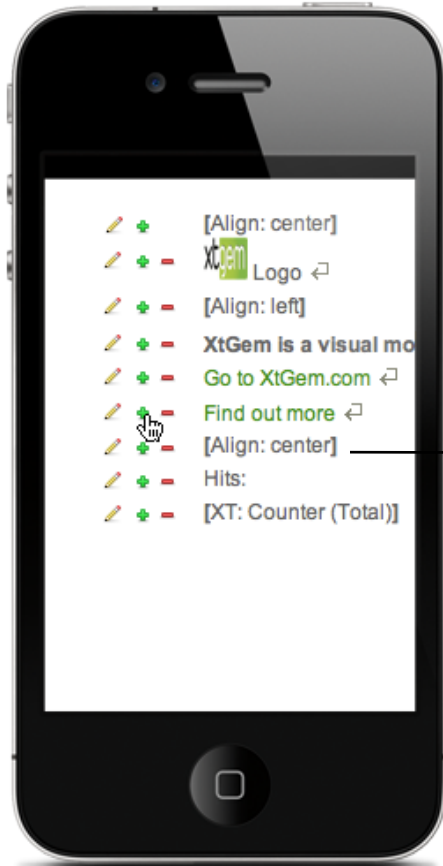 [Align: center]
xtgem Logo
[Align: left]
XtGem is a visual mo
Go to XtGem.com
Find out more
[Align: center]
Hits:
[XT: Counter (Total)]